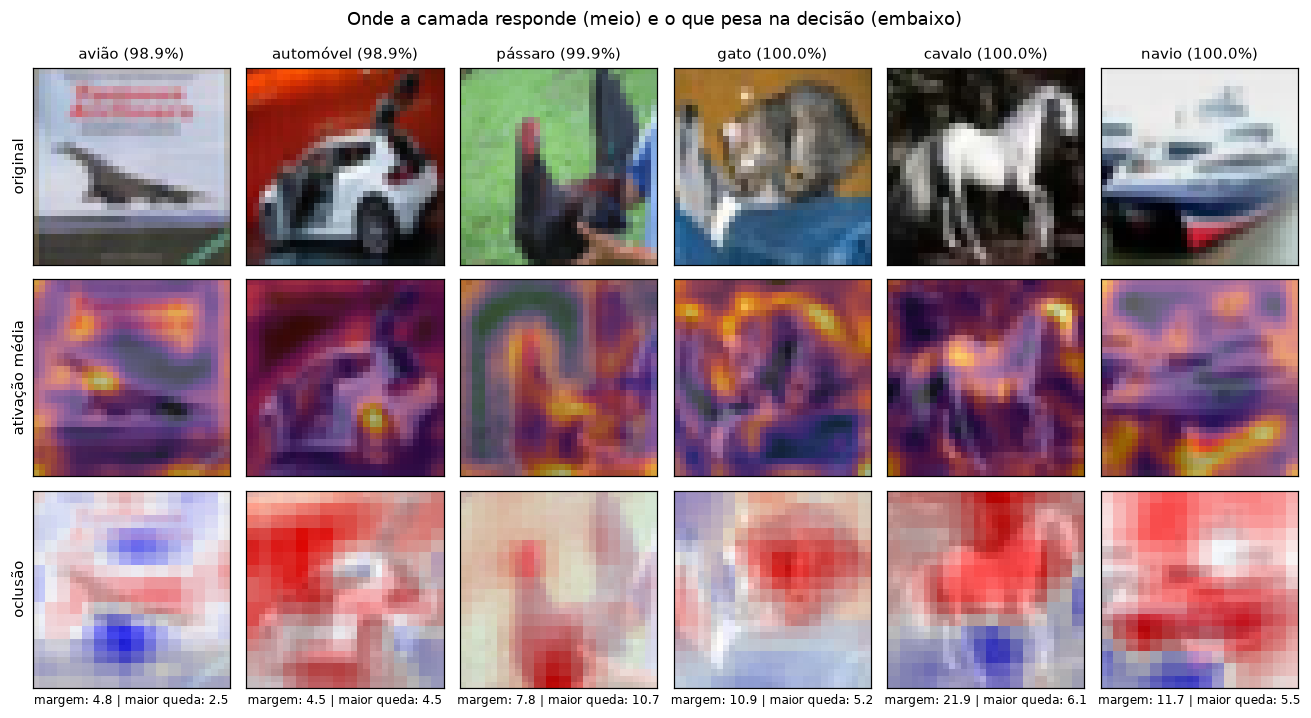 Onde a camada responde (meio) e o que pesa na decisão (embaixo)
avião (98.9%)
automóvel (98.9%)
pássaro (99.9%)
gato (100.0%)
cavalo (100.0%)
navio (100.0%)
original
ativação média
oclusão
margem: 4.8 | maior queda: 2.5
margem: 4.5 | maior queda: 4.5
margem: 7.8 | maior queda: 10.7
margem: 10.9 | maior queda: 5.2
margem: 21.9 | maior queda: 6.1
margem: 11.7 | maior queda: 5.5